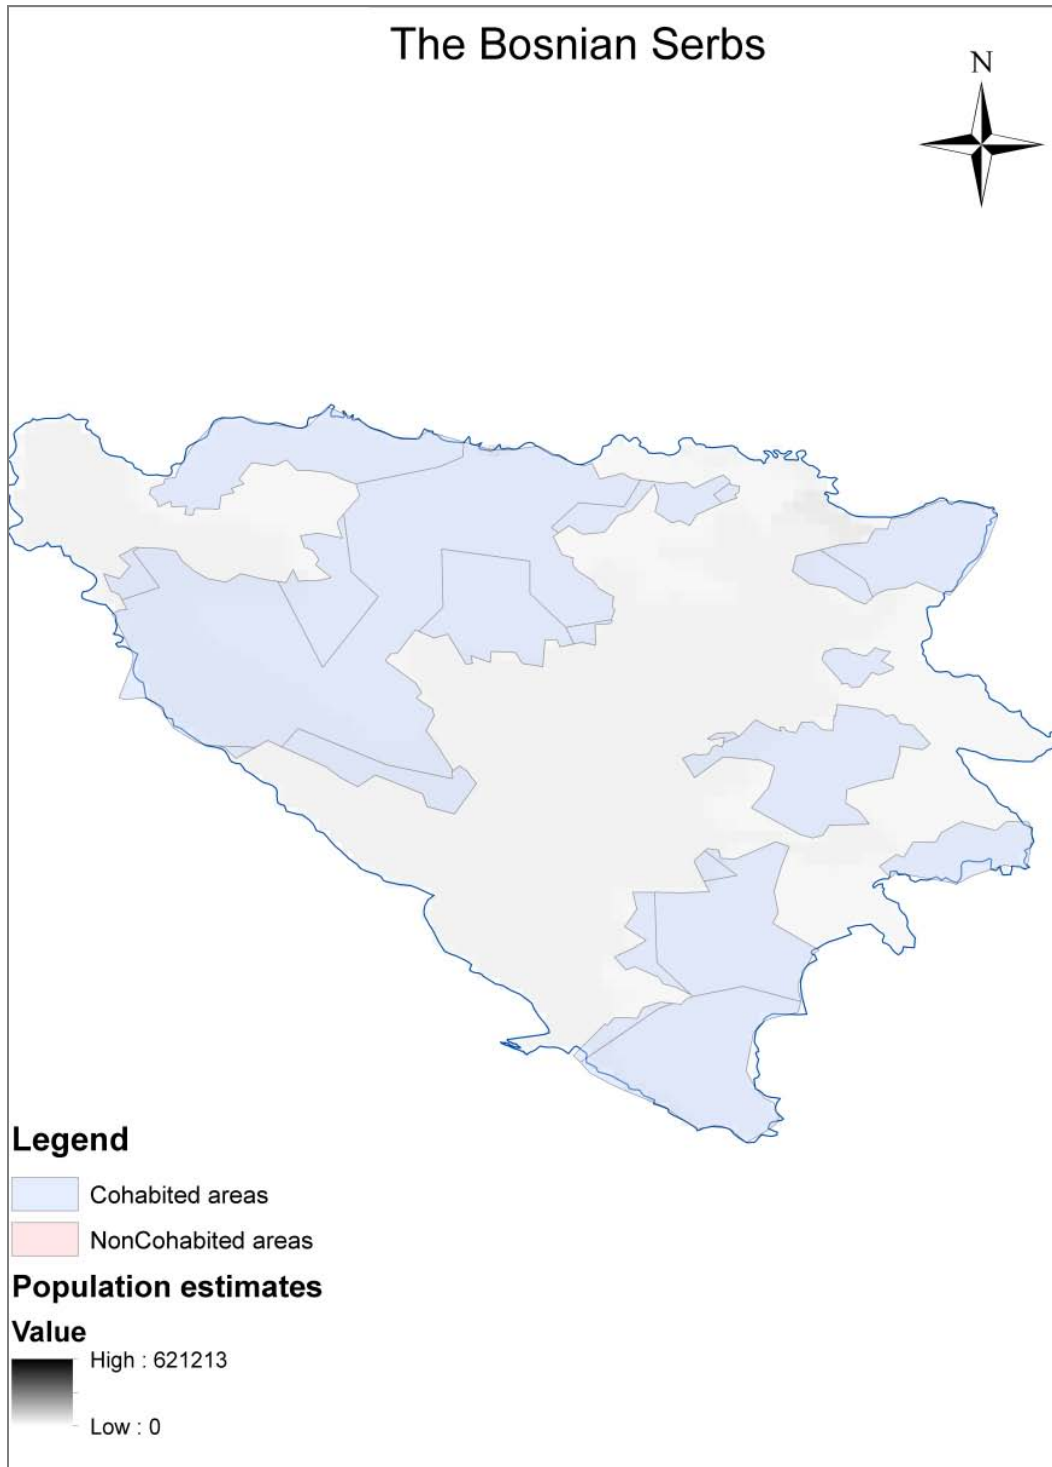 The Bosnian Serbs
N
Legend
Cohabited areas
NonCohabited areas
Population estimates
Value
High : 621213
Low : 0